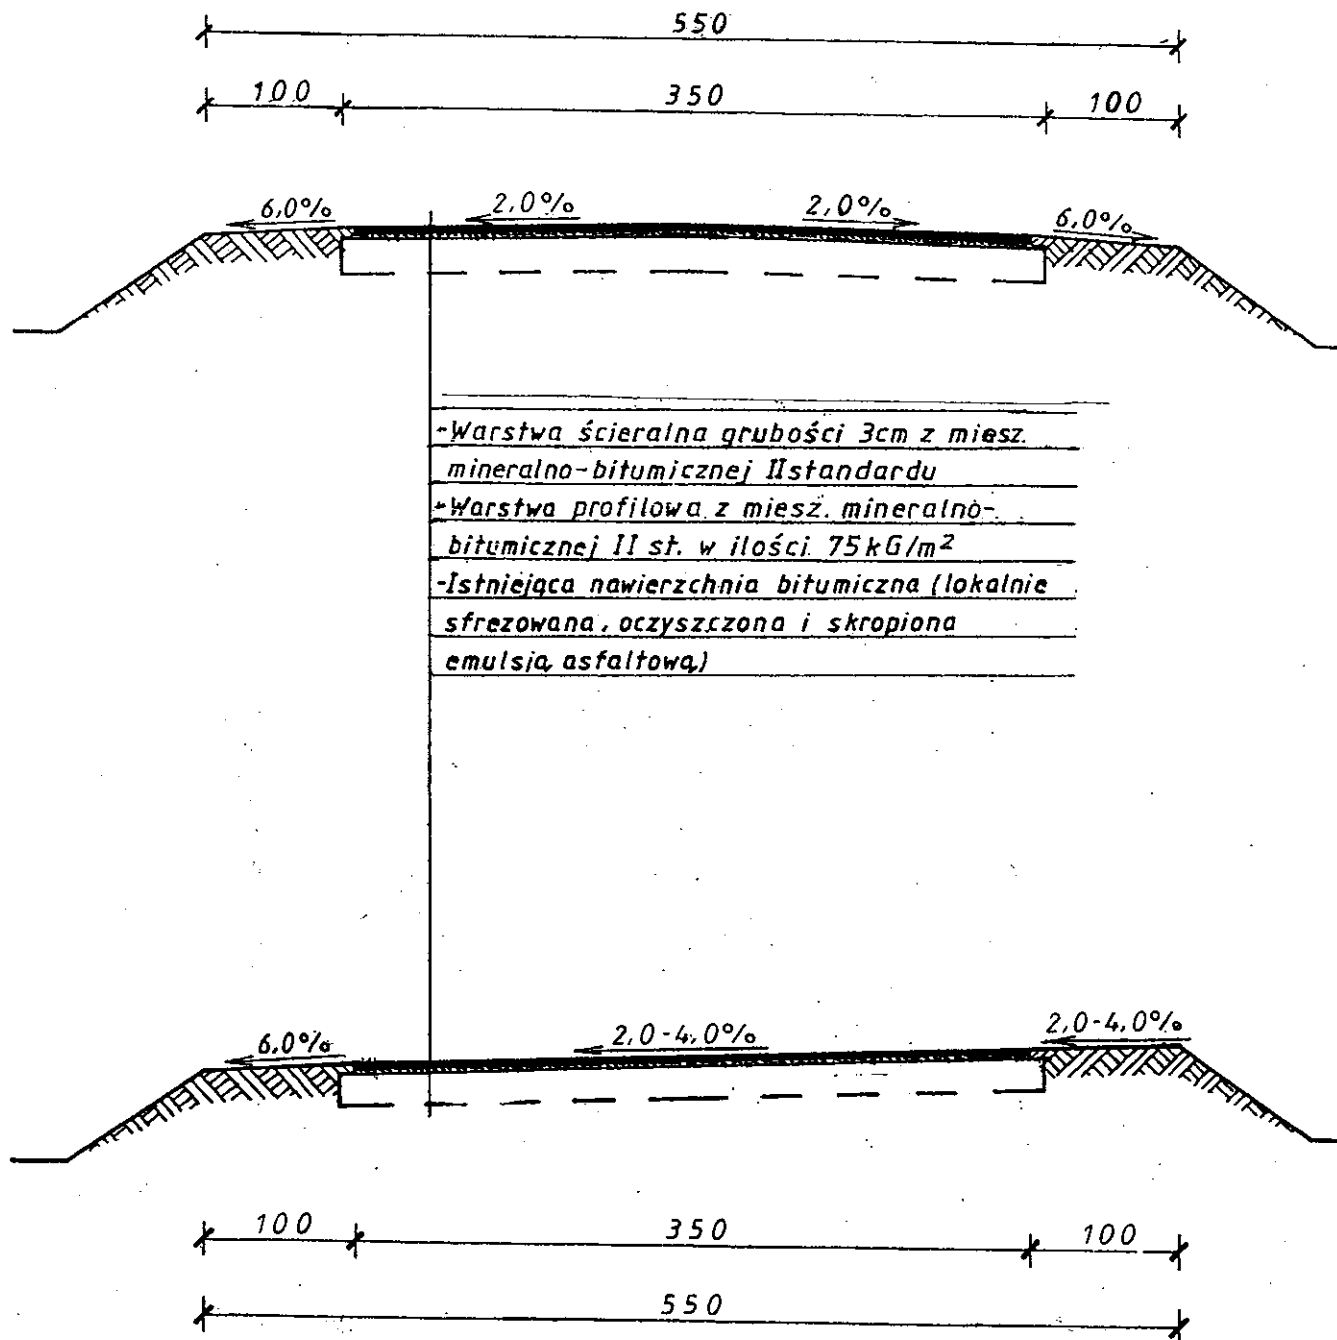 550
100 350 100
6,0% 2,0% 2,0% 6,0%
-Warstwa ścieralna grubości 3cm z miesz.
mineralno-bitumicznej II standardu
-Warstwa profilowa z miesz. mineralno-
bitumicznej II st. w ilości 75kG/m²
-Istniejąca nawierzchnia bitumiczna (lokalnie
sfrezowana, oczyszczona i skropiona
emulsją asfaltową)
6,0% 2,0-4,0% 2,0-4,0%
100 350 100
550